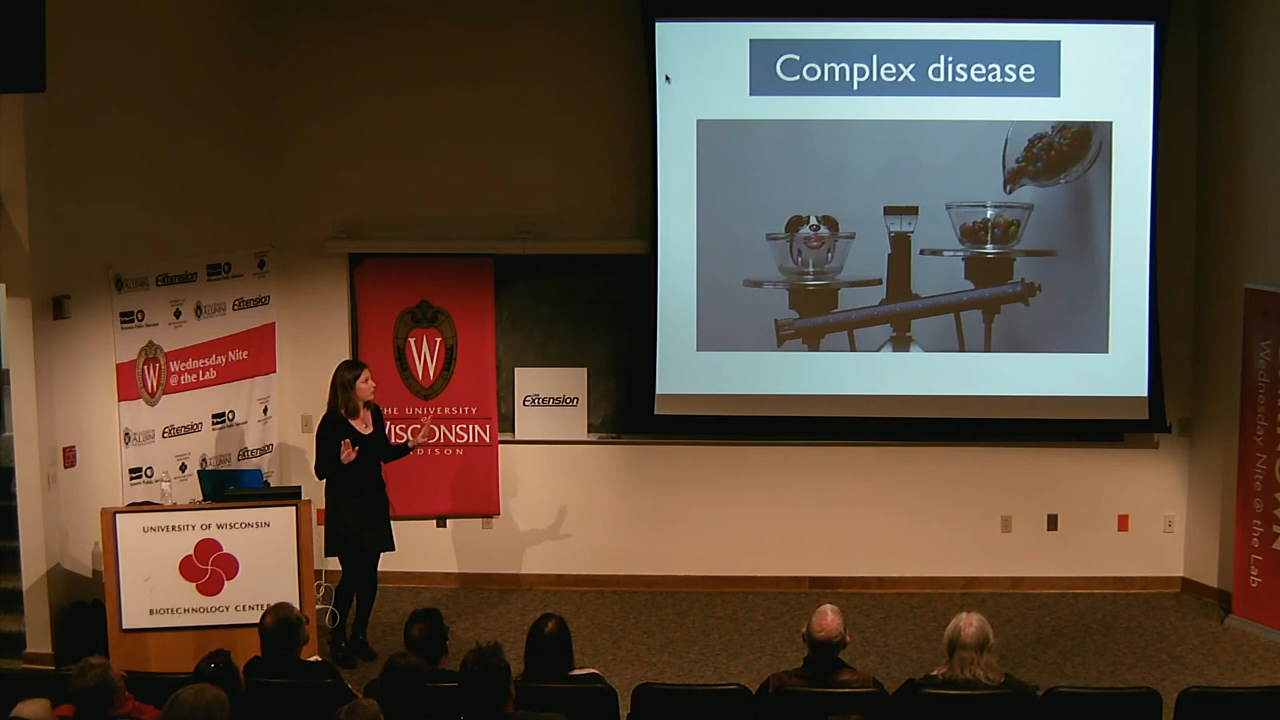 Complex disease
Extension
Extension
Wednesday Nite
@ the Lab
Extension
Extension
W
THE UNIVERSITY
of
WISCONSIN
MADISON
Extension
UNIVERSITY OF WISCONSIN
BIOTECHNOLOGY CENTER
Wednesday Nite @ the Lab